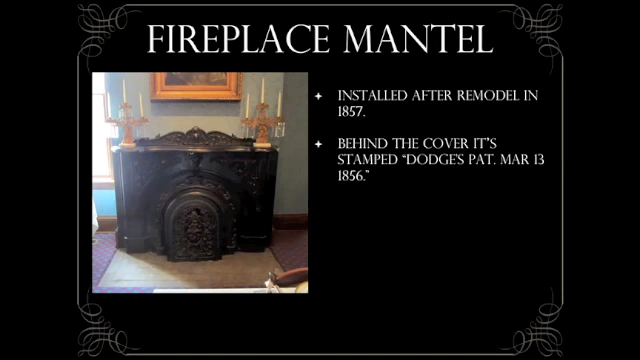 FIREPLACE MANTEL
INSTALLED AFTER REMODEL IN
1857.
BEHIND THE COVER IT'S
STAMPED “DODGE'S PAT. MAR 13
1856.”